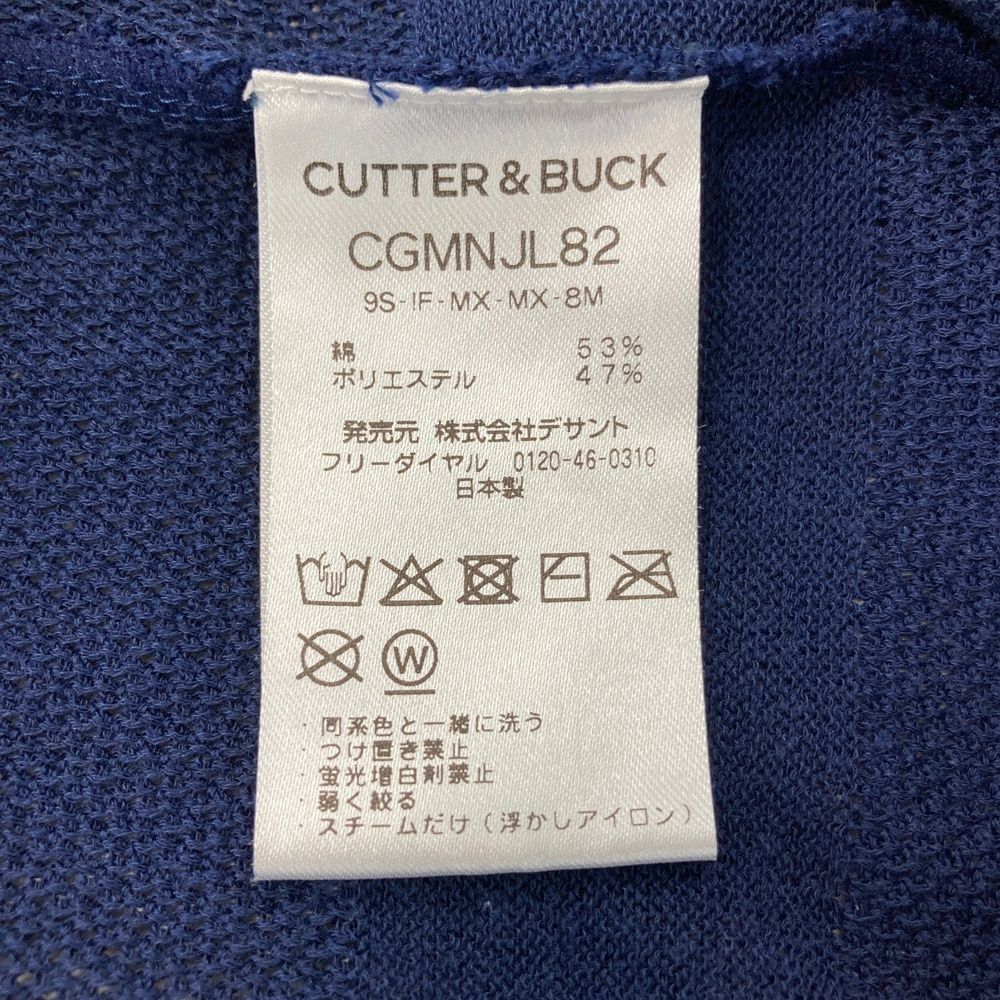 CUTTER & BUCK
CGMNJL82
9S-IF-MX-MX-8M
綿 53%
ポリエステル 47%
発売元 株式会社デサント
フリーダイヤル 0120-46-0310
日本製
W
・同系色と一緒に洗う
・つけ置き禁止
・蛍光増白剤禁止
・弱く絞る
・スチームだけ(浮かしアイロン)